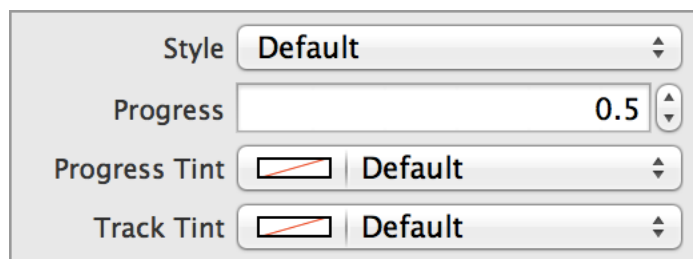 Style Default
Progress 0.5
Progress Tint Default
Track Tint Default